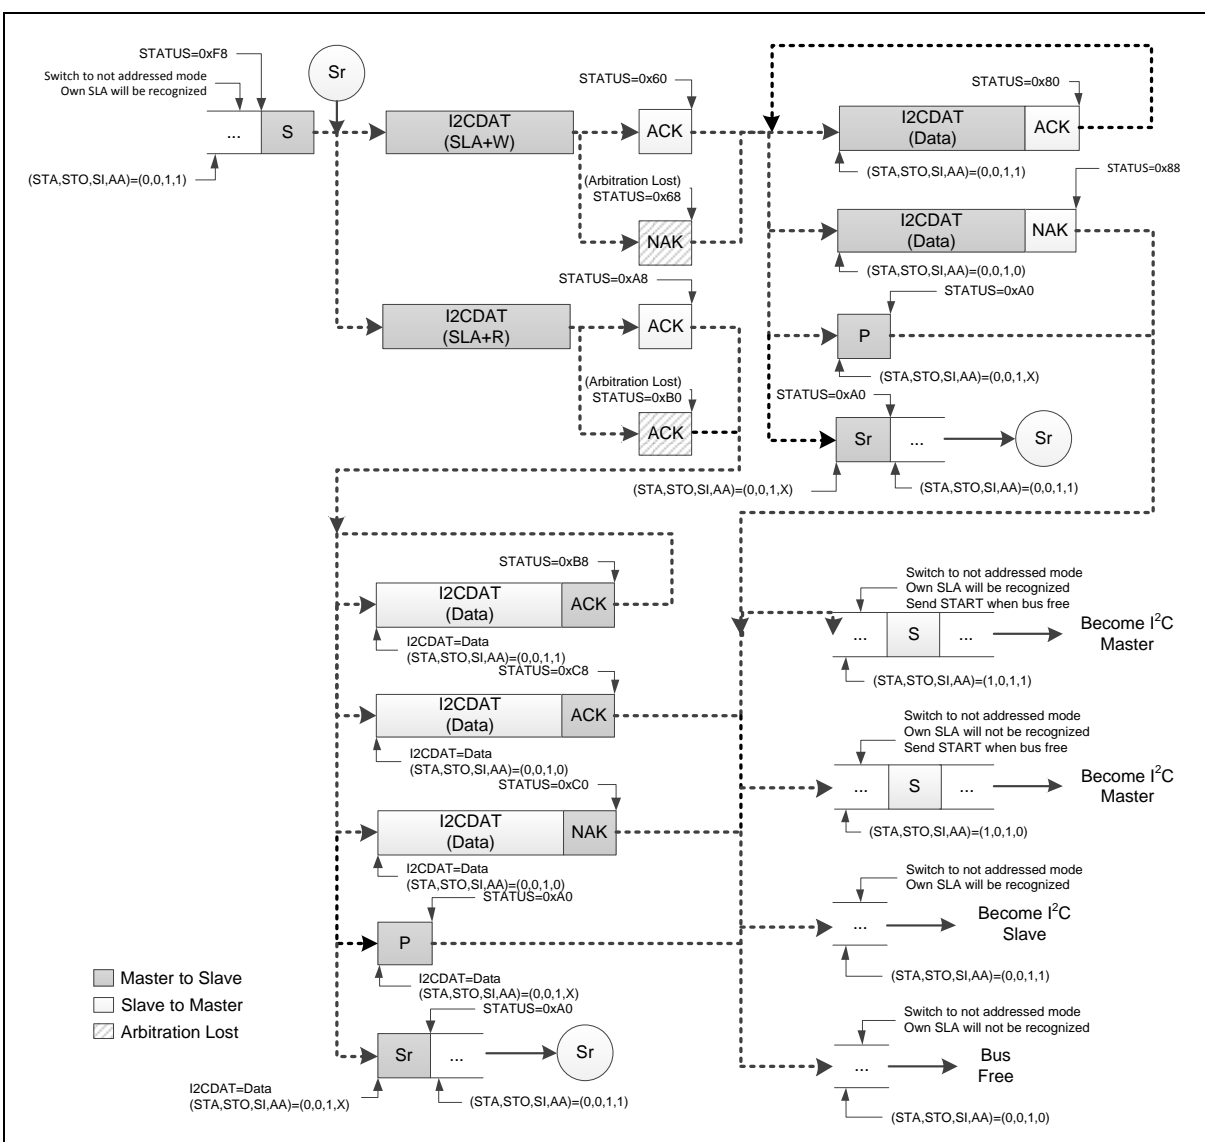 STATUS=0xF8
Switch to not addressed mode
Own SLA will be recognized
...
S
(STA,STO,SI,AA)=(0,0,1,1)
Sr
I2CDAT
(SLA+W)
STATUS=0x60
ACK
(Arbitration Lost)
STATUS=0x68
NAK
I2CDAT
(SLA+R)
STATUS=0xA8
ACK
(Arbitration Lost)
STATUS=0xB0
ACK
STATUS=0x80
I2CDAT
(Data)
ACK
(STA,STO,SI,AA)=(0,0,1,1)
STATUS=0x88
I2CDAT
(Data)
NAK
(STA,STO,SI,AA)=(0,0,1,0)
STATUS=0xA0
P
(STA,STO,SI,AA)=(0,0,1,X)
STATUS=0xA0
Sr
...
Sr
(STA,STO,SI,AA)=(0,0,1,X)
(STA,STO,SI,AA)=(0,0,1,1)
STATUS=0xB8
I2CDAT
(Data)
ACK
I2CDAT=Data
(STA,STO,SI,AA)=(0,0,1,1)
STATUS=0xC8
I2CDAT
(Data)
ACK
I2CDAT=Data
(STA,STO,SI,AA)=(0,0,1,0)
STATUS=0xC0
I2CDAT
(Data)
NAK
I2CDAT=Data
(STA,STO,SI,AA)=(0,0,1,0)
STATUS=0xA0
P
I2CDAT=Data
(STA,STO,SI,AA)=(0,0,1,X)
STATUS=0xA0
Sr
...
Sr
I2CDAT=Data
(STA,STO,SI,AA)=(0,0,1,X)
(STA,STO,SI,AA)=(0,0,1,1)
Switch to not addressed mode
Own SLA will be recognized
Send START when bus free
...
S
...
Become I²C
Master
(STA,STO,SI,AA)=(1,0,1,1)
Switch to not addressed mode
Own SLA will not be recognized
Send START when bus free
...
S
...
Become I²C
Master
(STA,STO,SI,AA)=(1,0,1,0)
Switch to not addressed mode
Own SLA will be recognized
...
Become I²C
Slave
(STA,STO,SI,AA)=(0,0,1,1)
Switch to not addressed mode
Own SLA will not be recognized
...
Bus
Free
(STA,STO,SI,AA)=(0,0,1,0)
Master to Slave
Slave to Master
Arbitration Lost